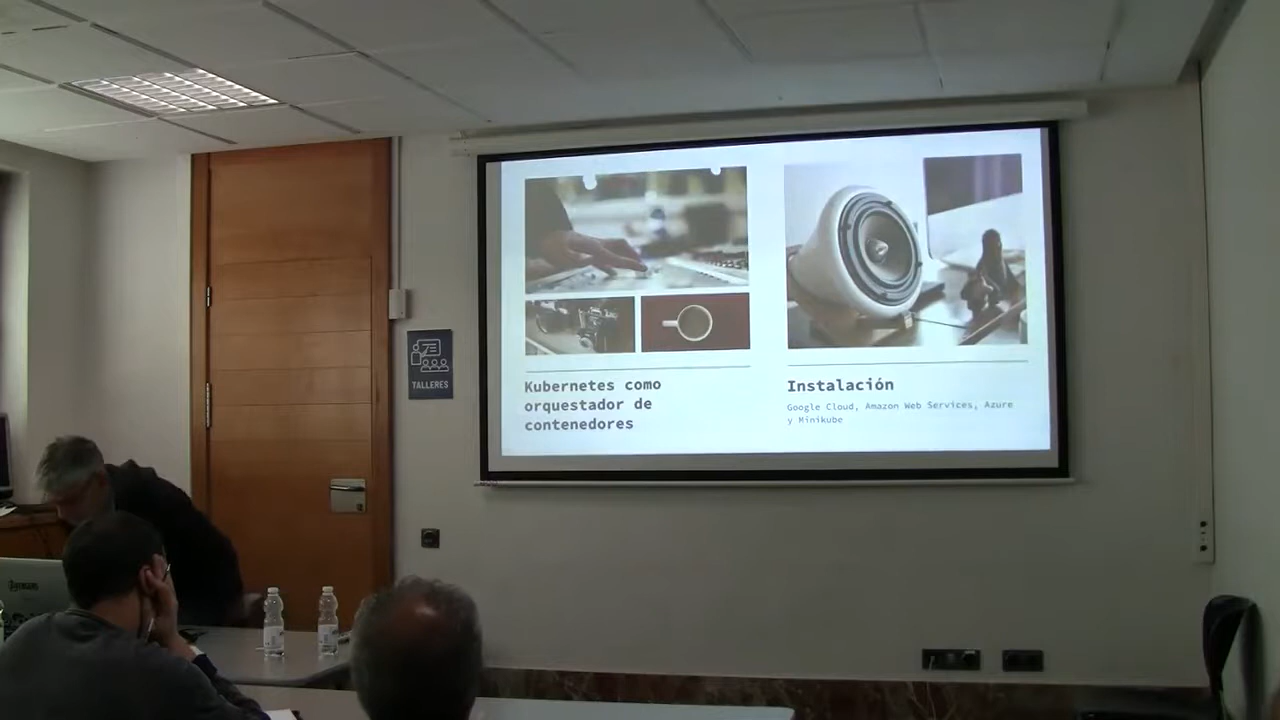 TALLERES
Kubernetes como
orquestador de
contenedores
Instalación
Google Cloud, Amazon Web Services, Azure
y Minikube